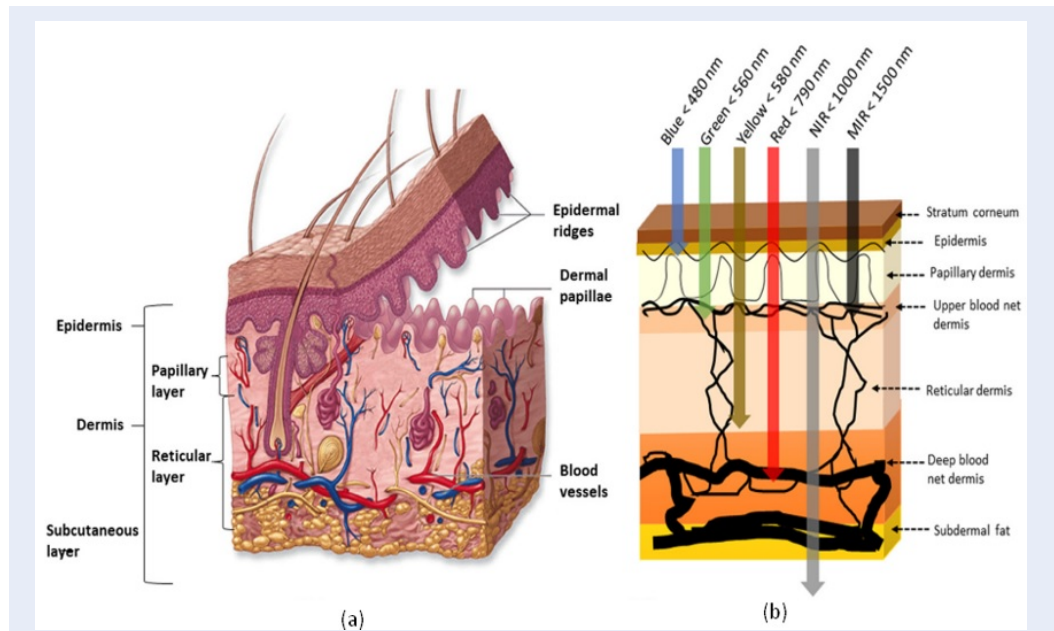 Epidermis
Dermis
Subcutaneous
layer
Papillary
layer
Reticular
layer
Epidermal
ridges
Dermal
papillae
Blood
vessels
(a)
Blue < 480 nm
Green < 560 nm
Yellow < 580 nm
Red < 790 nm
NIR < 1000 nm
MIR < 1500 nm
Stratum corneum
Epidermis
Papillary dermis
Upper blood net
dermis
Reticular dermis
Deep blood
net dermis
Subdermal fat
(b)